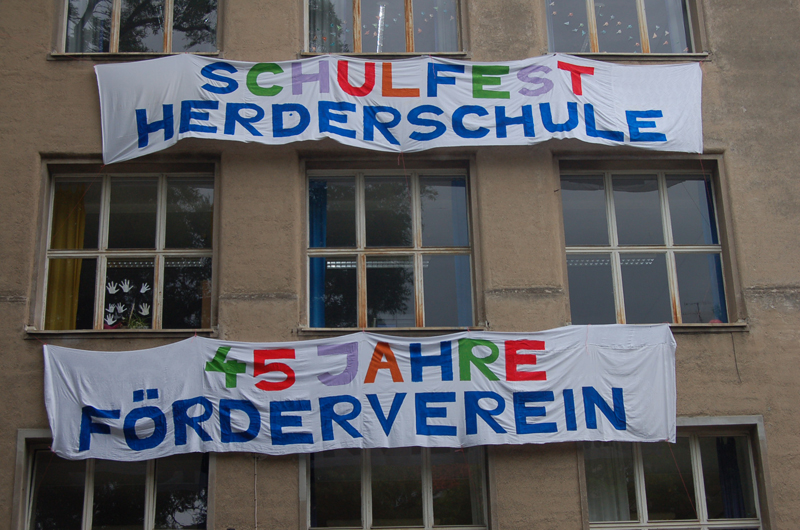 SCHULFEST
HERDERSCHULE
45 JAHRE
FÖRDERVEREIN